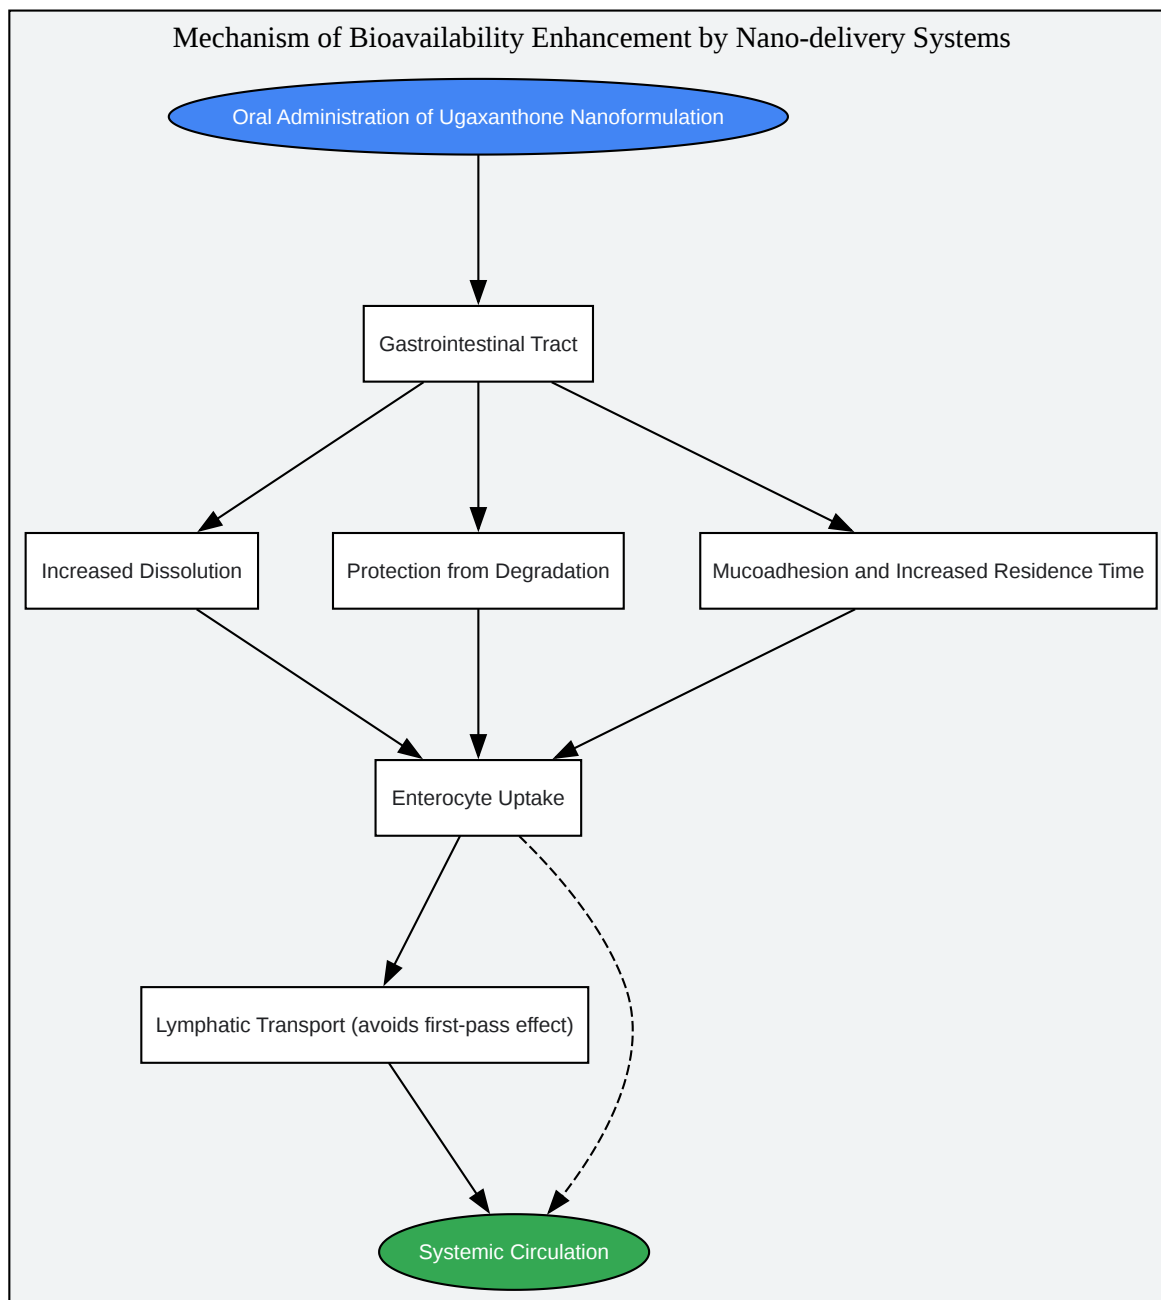 Mechanism of Bioavailability Enhancement by Nano-delivery Systems
Oral Administration of Ugaxanthone Nanoformulation
Gastrointestinal Tract
Increased Dissolution
Protection from Degradation
Mucoadhesion and Increased Residence Time
Enterocyte Uptake
Lymphatic Transport (avoids first-pass effect)
Systemic Circulation